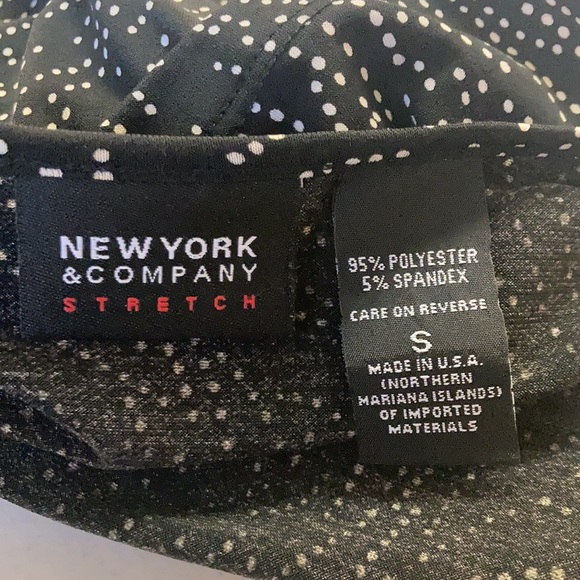 NEW YORK
& COMPANY
STRETCH
95% POLYESTER
5% SPANDEX
CARE ON REVERSE
S
MADE IN U.S.A.
(NORTHERN
MARIANA ISLANDS)
OF IMPORTED
MATERIALS